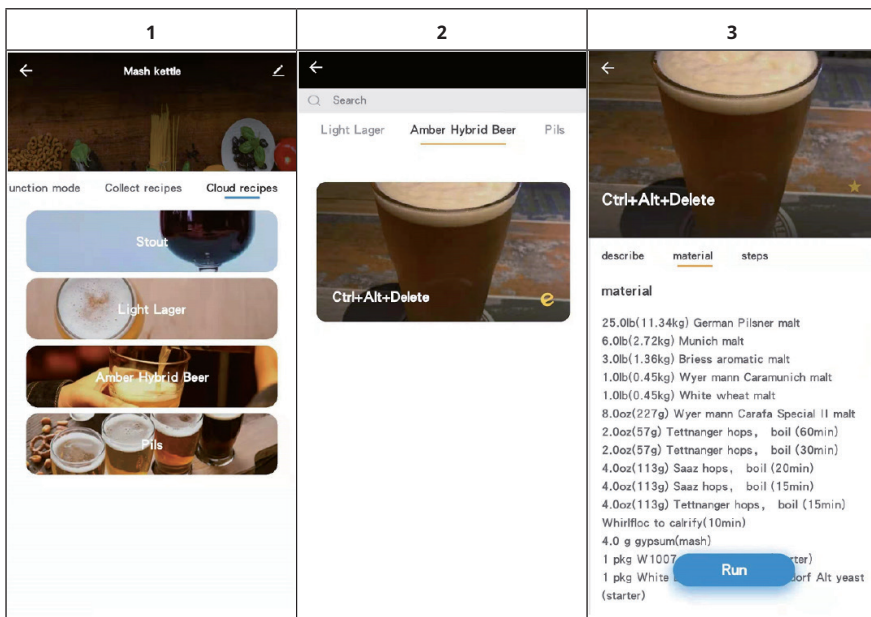 1
2
3
Mash kettle
unction mode Collect recipes Cloud recipes
Stout
Light Lager
Amber Hybrid Beer
Pils
Search
Light Lager Amber Hybrid Beer Pils
Ctrl+Alt+Delete
e
Ctrl+Alt+Delete
describe material steps
material
25.0lb(11.34kg) German Pilsner malt
6.0lb(2.72kg) Munich malt
3.0lb(1.36kg) Briess aromatic malt
1.0lb(0.45kg) Wyer mann Caramunich malt
1.0lb(0.45kg) White wheat malt
8.0oz(227g) Wyer mann Carafa Special II malt
2.0oz(57g) Tettnanger hops, boil (60min)
2.0oz(57g) Tettnanger hops, boil (30min)
4.0oz(113g) Saaz hops, boil (20min)
4.0oz(113g) Saaz hops, boil (15min)
4.0oz(113g) Tettnanger hops, boil (15min)
Whirlfloc to calrify(10min)
4.0 g gypsum(mash)
1 pkg W1007 rter)
Run
1 pkg White orf Alt yeast
(starter)